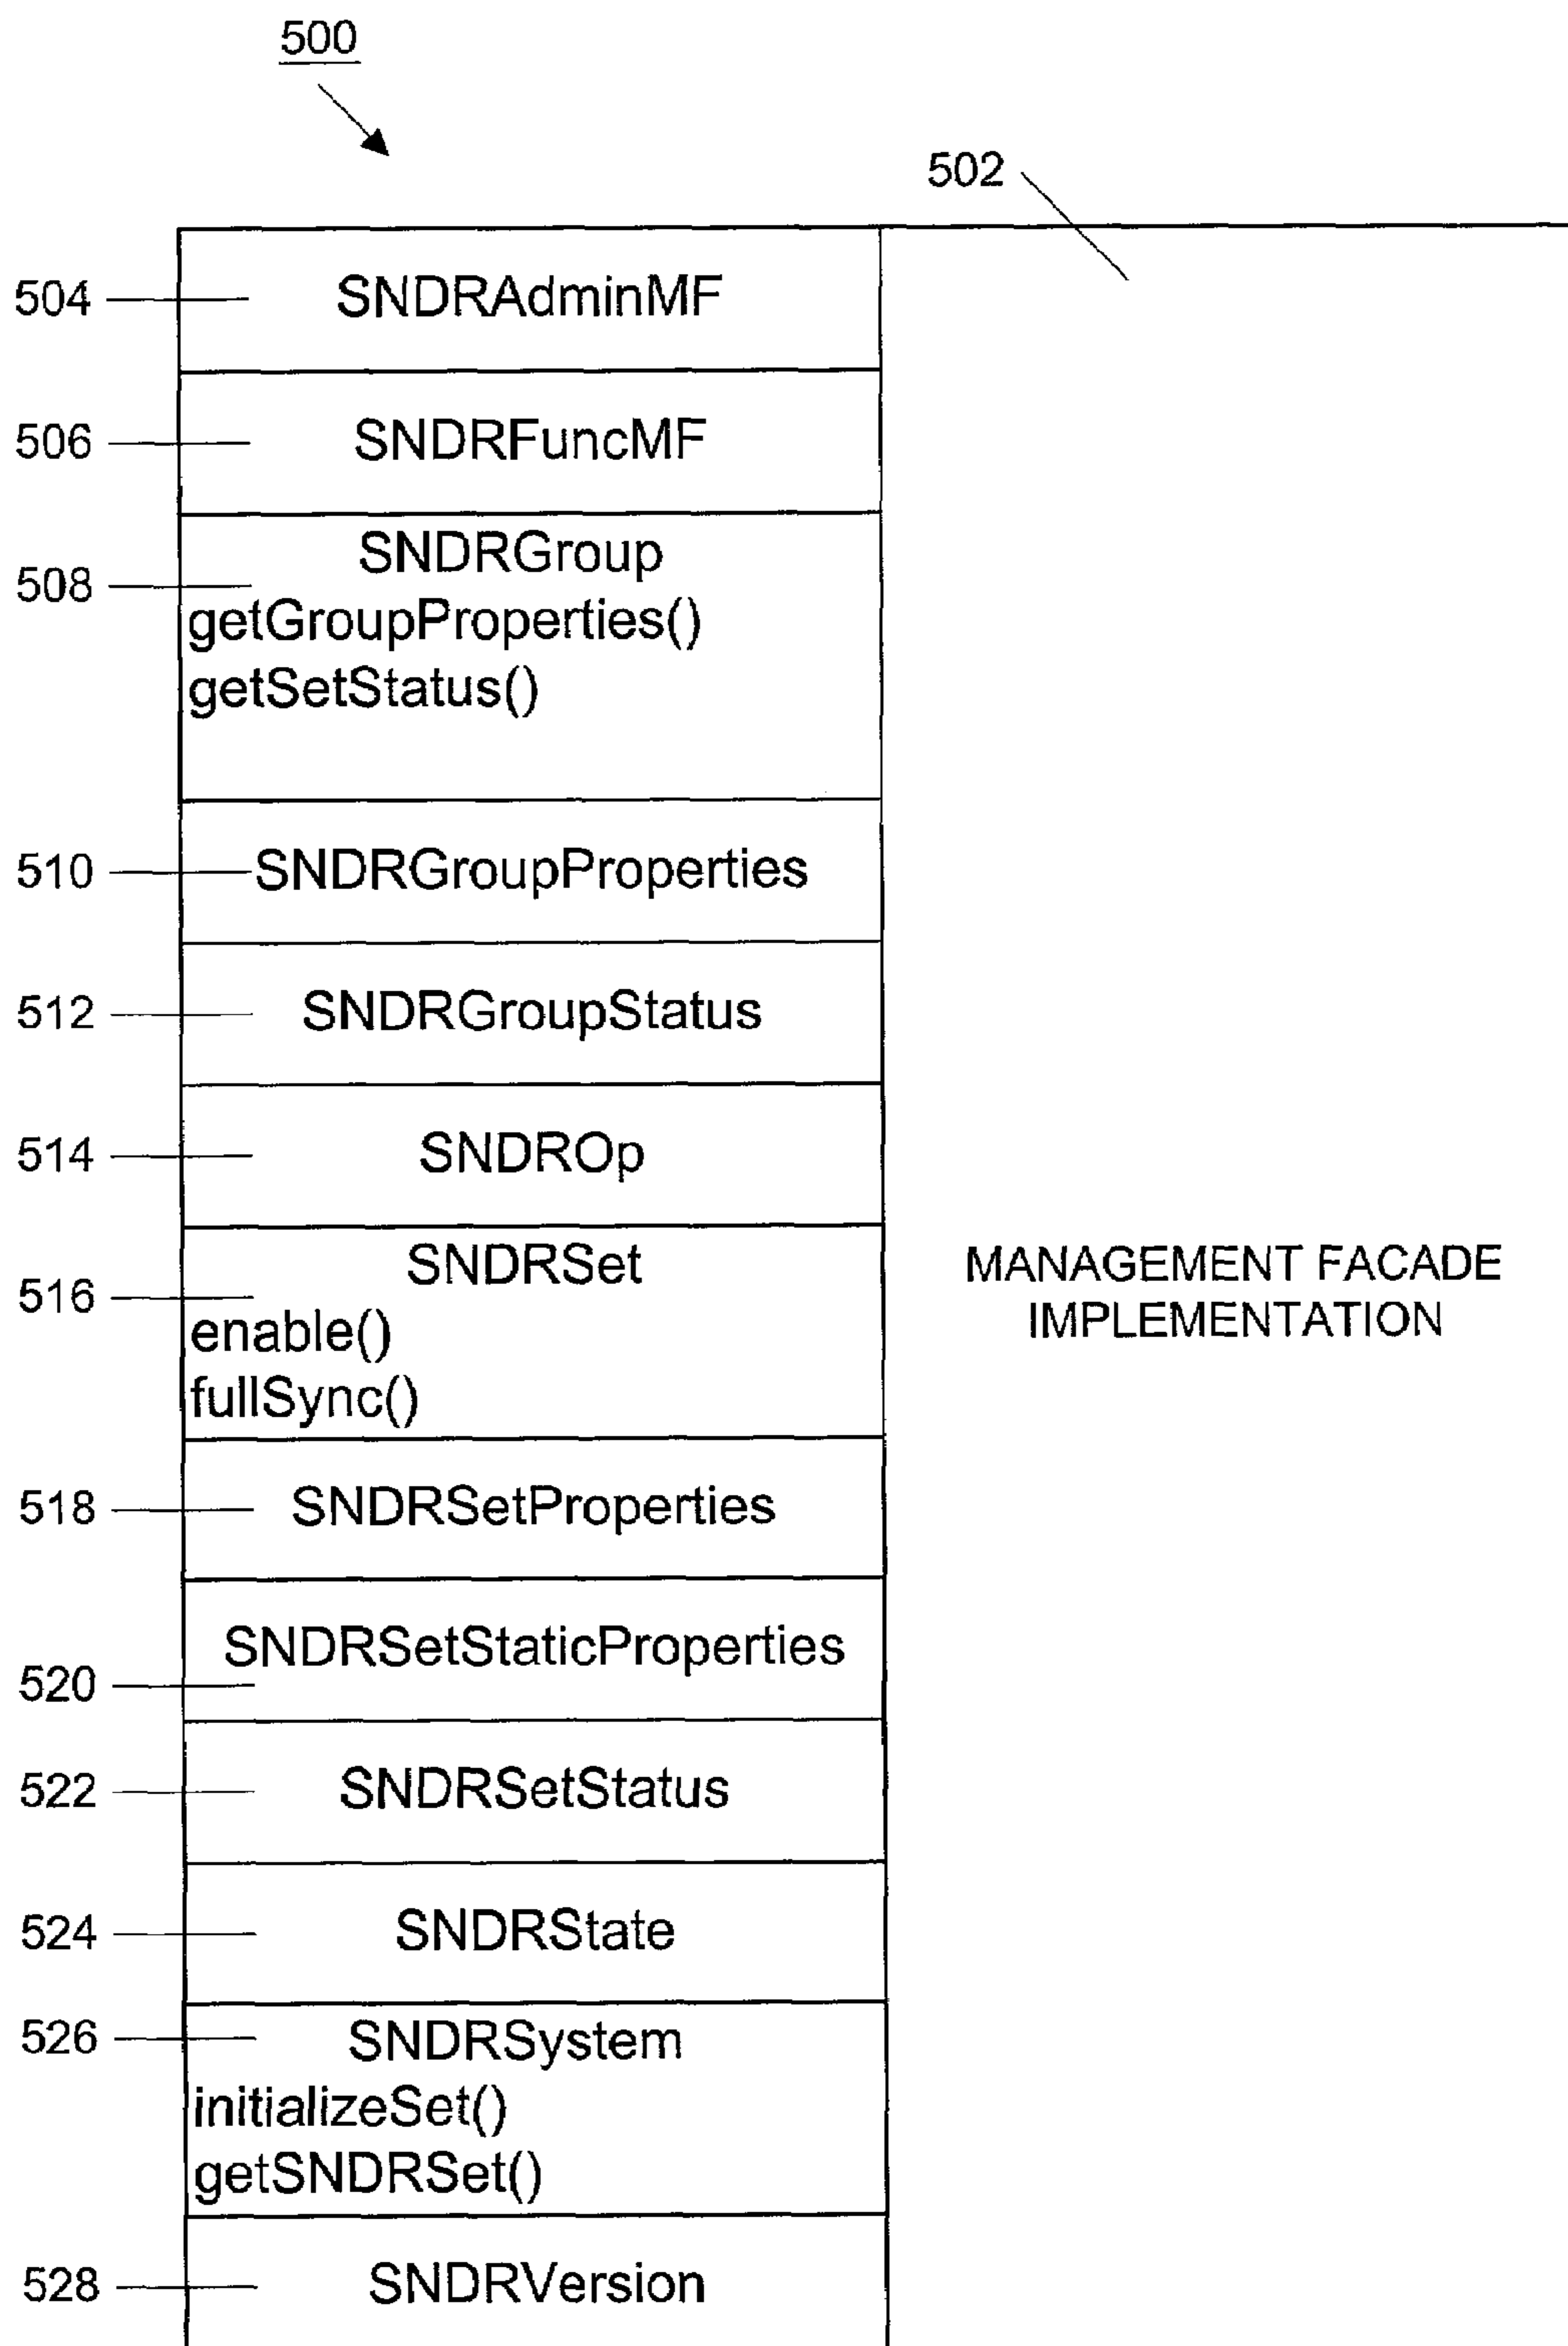 500
502
504 SNDRAdminMF
506 SNDRFuncMF
SNDRGroup
508
getGroupProperties()
getSetStatus()
510 SNDRGroupProperties
512 SNDRGroupStatus
514 SNDROp
SNDRSet
516
enable()
fullSync()
MANAGEMENT FACADE
IMPLEMENTATION
518 SNDRSetProperties
SNDRSetStaticProperties
520
522 SNDRSetStatus
524 SNDRState
526 SNDRSystem
initializeSet()
getSNDRSet()
528 SNDRVersion